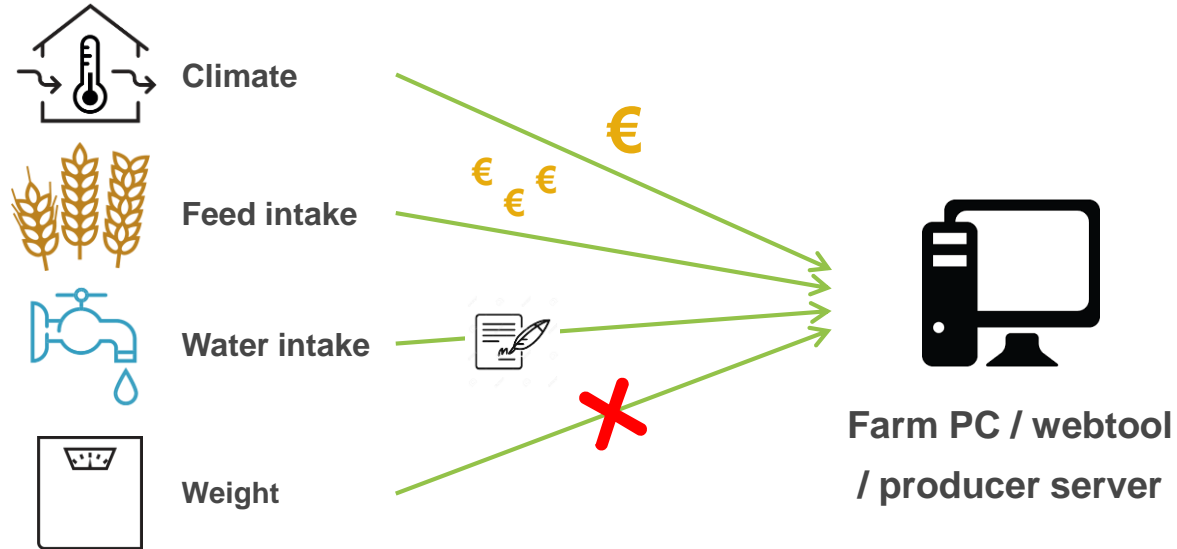 Climate
€
€ € €
Feed intake
Water intake
Weight
Farm PC / webtool
/ producer server